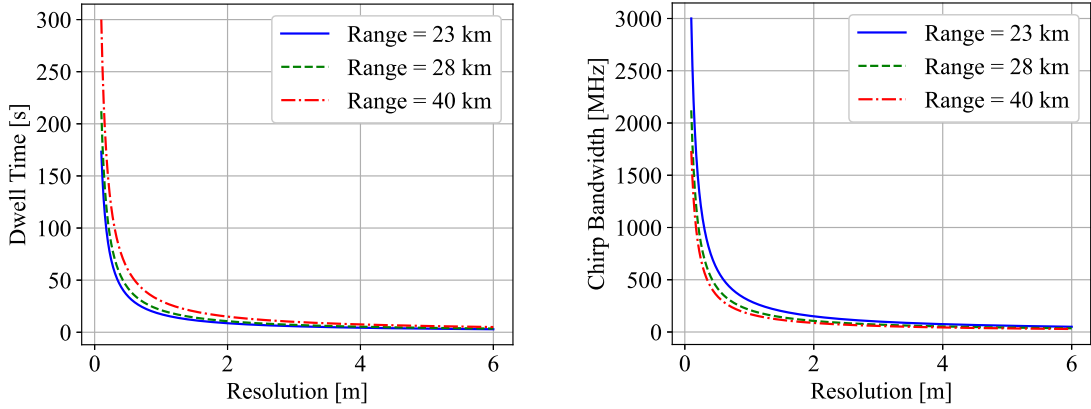 300
250
200
150
100
50
0
Dwell Time [s]
Range = 23 km
Range = 28 km
Range = 40 km
0 2 4 6
Resolution [m]
3000
2500
2000
1500
1000
500
0
Chirp Bandwidth [MHz]
Range = 23 km
Range = 28 km
Range = 40 km
0 2 4 6
Resolution [m]